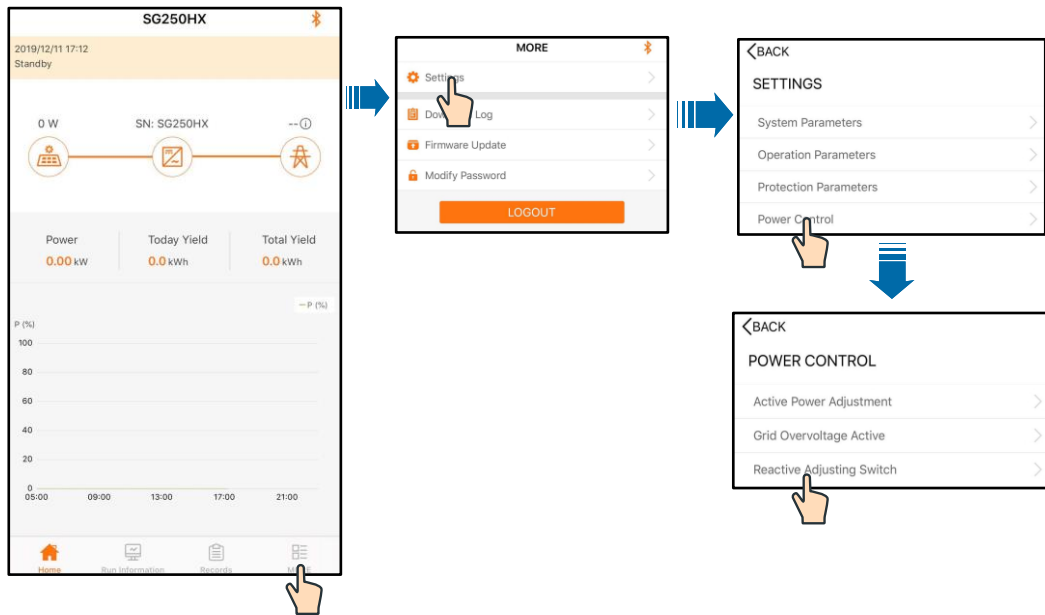 SG250HX
2019/12/11 17:12
Standby
0 W
SN: SG250HX
--
Power
Today Yield
Total Yield
0.00 kW
0.0 kWh
0.0 kWh
P (%)
P (%)
100
80
60
40
20
0
05:00 09:00 13:00 17:00 21:00
Home
Run Information
Records
MORE
Settings
Firmware Update
Modify Password
LOGOUT
BACK
SETTINGS
System Parameters
Operation Parameters
Protection Parameters
Power Control
BACK
POWER CONTROL
Active Power Adjustment
Grid Overvoltage Active
Reactive Adjusting Switch